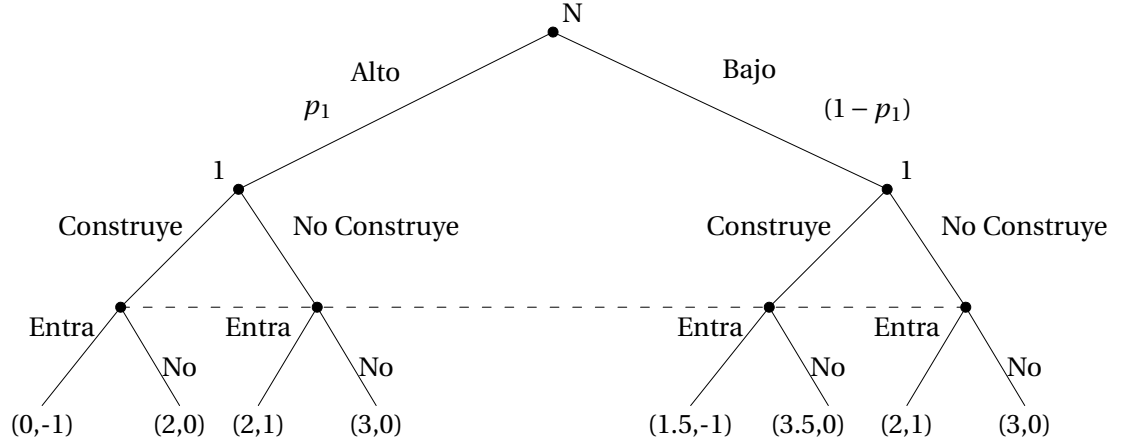 N
Alto
Bajo
p₁
(1 − p₁)
1
1
Construye
No Construye
Construye
No Construye
Entra
Entra
Entra
Entra
No
No
No
No
(0,-1)
(2,0)
(2,1)
(3,0)
(1.5,-1)
(3.5,0)
(2,1)
(3,0)